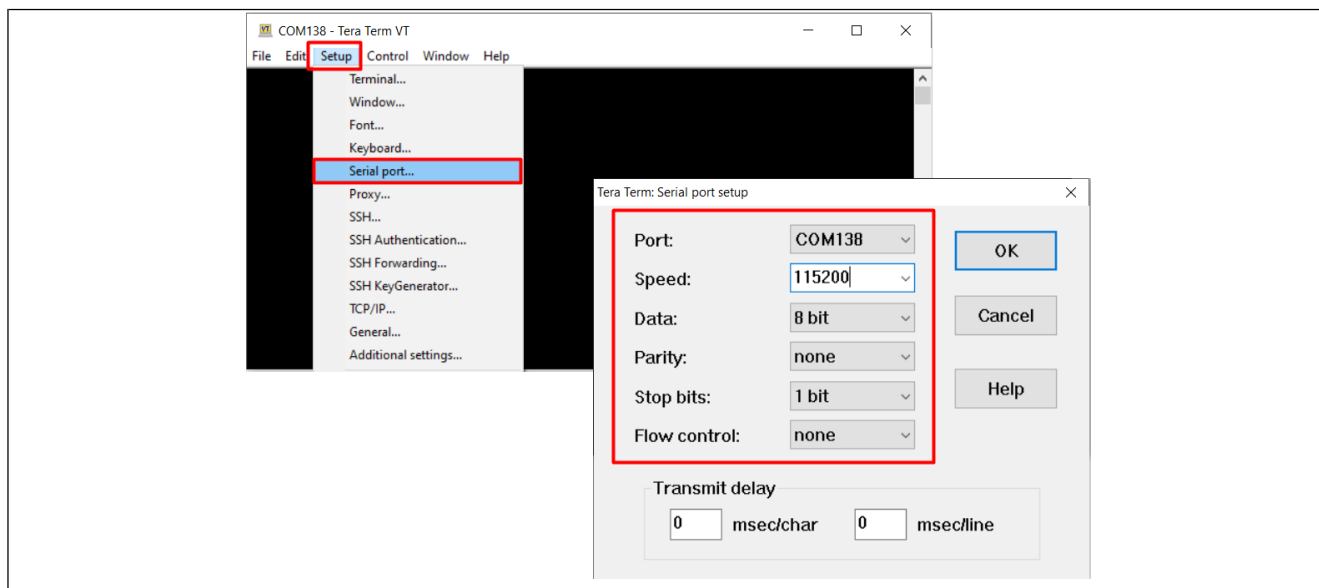 COM138 - Tera Term VT
File Edit Setup Control Window Help
Terminal...
Window...
Font...
Keyboard...
Serial port...
Proxy...
SSH...
SSH Authentication...
SSH Forwarding...
SSH KeyGenerator...
TCP/IP...
General...
Additional settings...
Tera Term: Serial port setup
Port: COM138
OK
Speed: 115200
Data: 8 bit
Cancel
Parity: none
Stop bits: 1 bit
Help
Flow control: none
Transmit delay
0 msec/char 0 msec/line